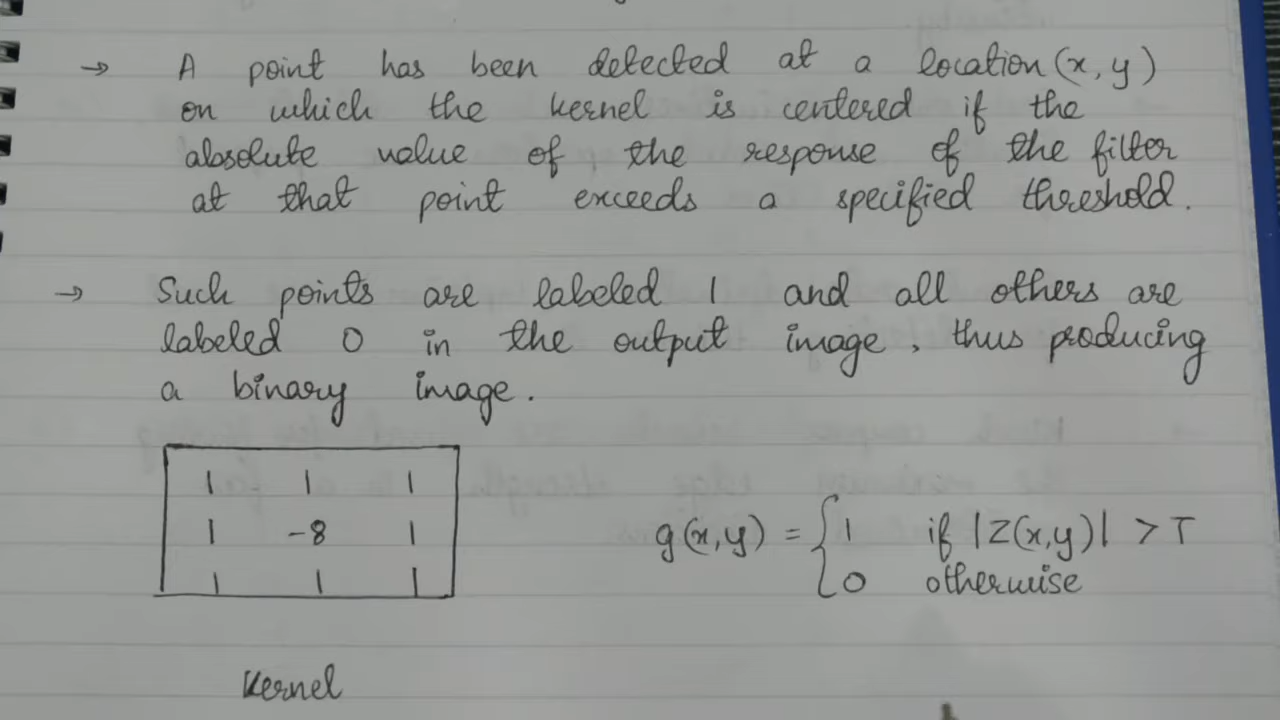 → A point has been detected at a location (x, y)
on which the kernel is centered if the
absolute value of the response of the filter
at that point exceeds a specified threshold.
→ Such points are labeled 1 and all others are
labeled 0 in the output image, thus producing
a binary image.
1 1 1
1 -8 1
1 1 1
g(x,y) = { 1 if |Z(x,y)| > T
0 otherwise
Kernel